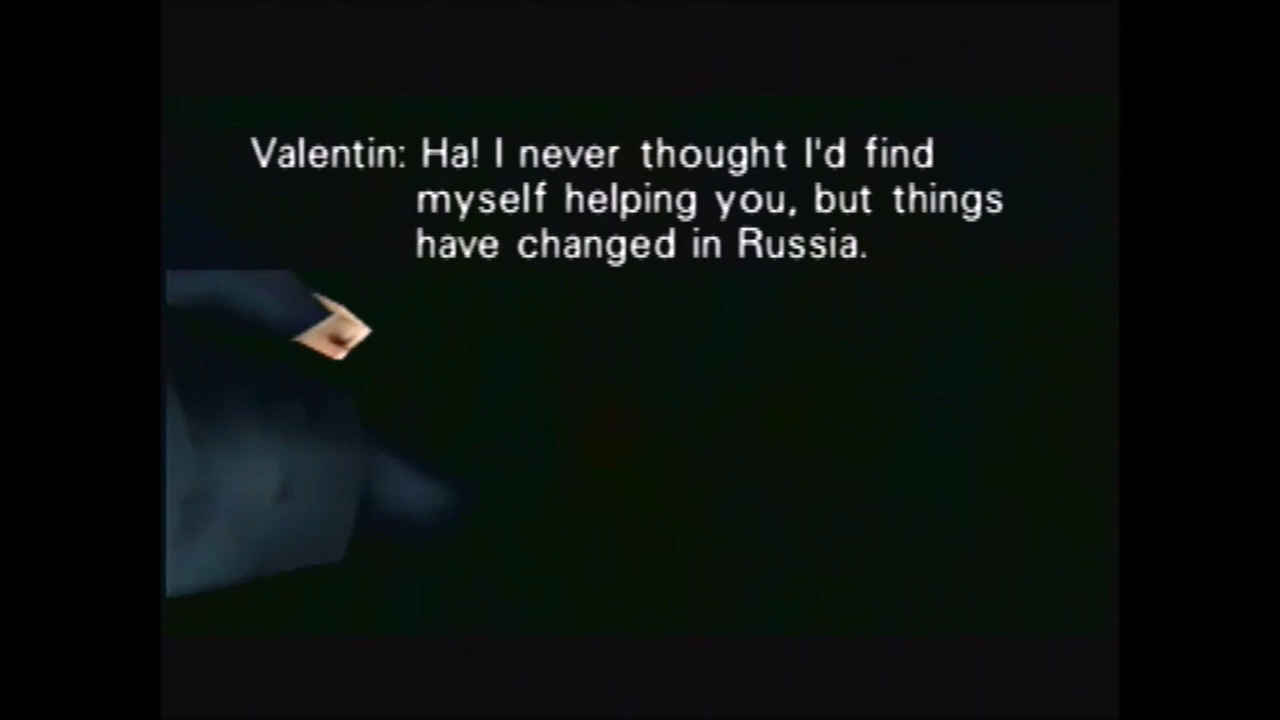 Valentin: Ha! I never thought I'd find
myself helping you, but things
have changed in Russia.